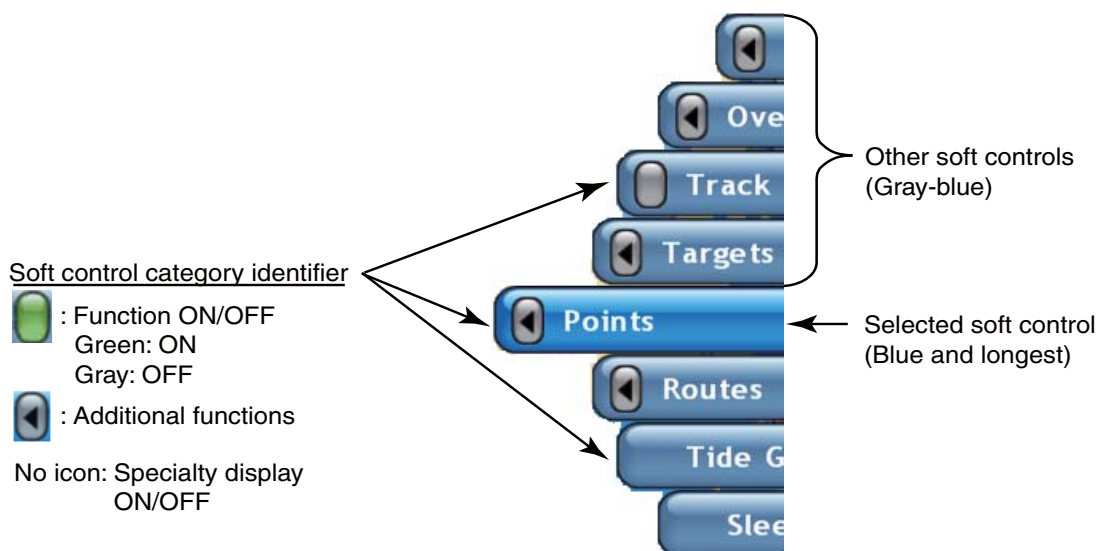 Ove
Track
Targets
Points
Routes
Tide G
Slee
Other soft controls
(Gray-blue)
Selected soft control
(Blue and longest)
Soft control category identifier
: Function ON/OFF
Green: ON
Gray: OFF
: Additional functions
No icon: Specialty display
ON/OFF